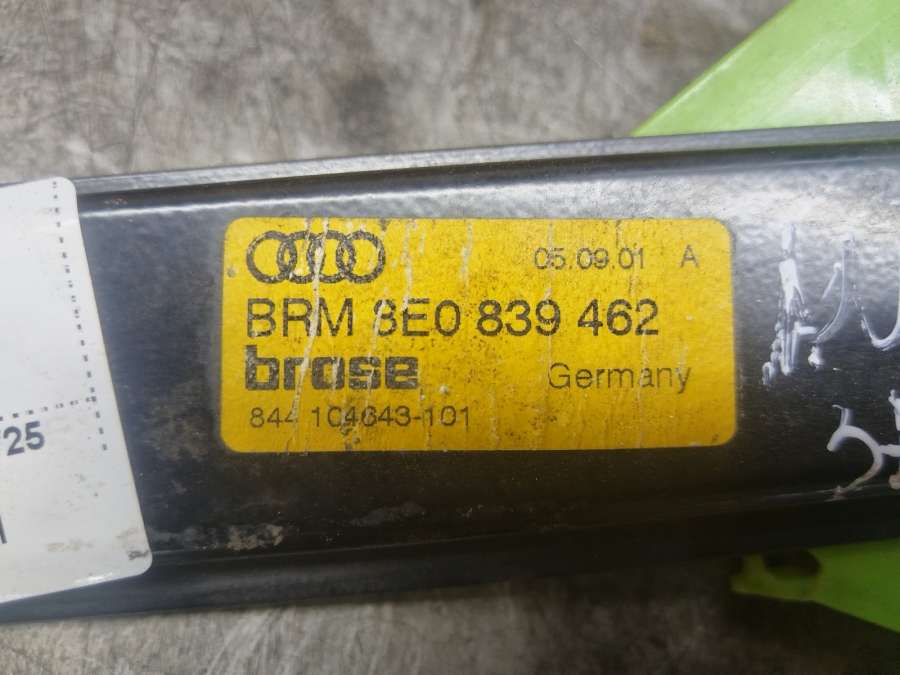 05.09.01 A
BRM 8E0 839 462
brose Germany
844 104643-101
25